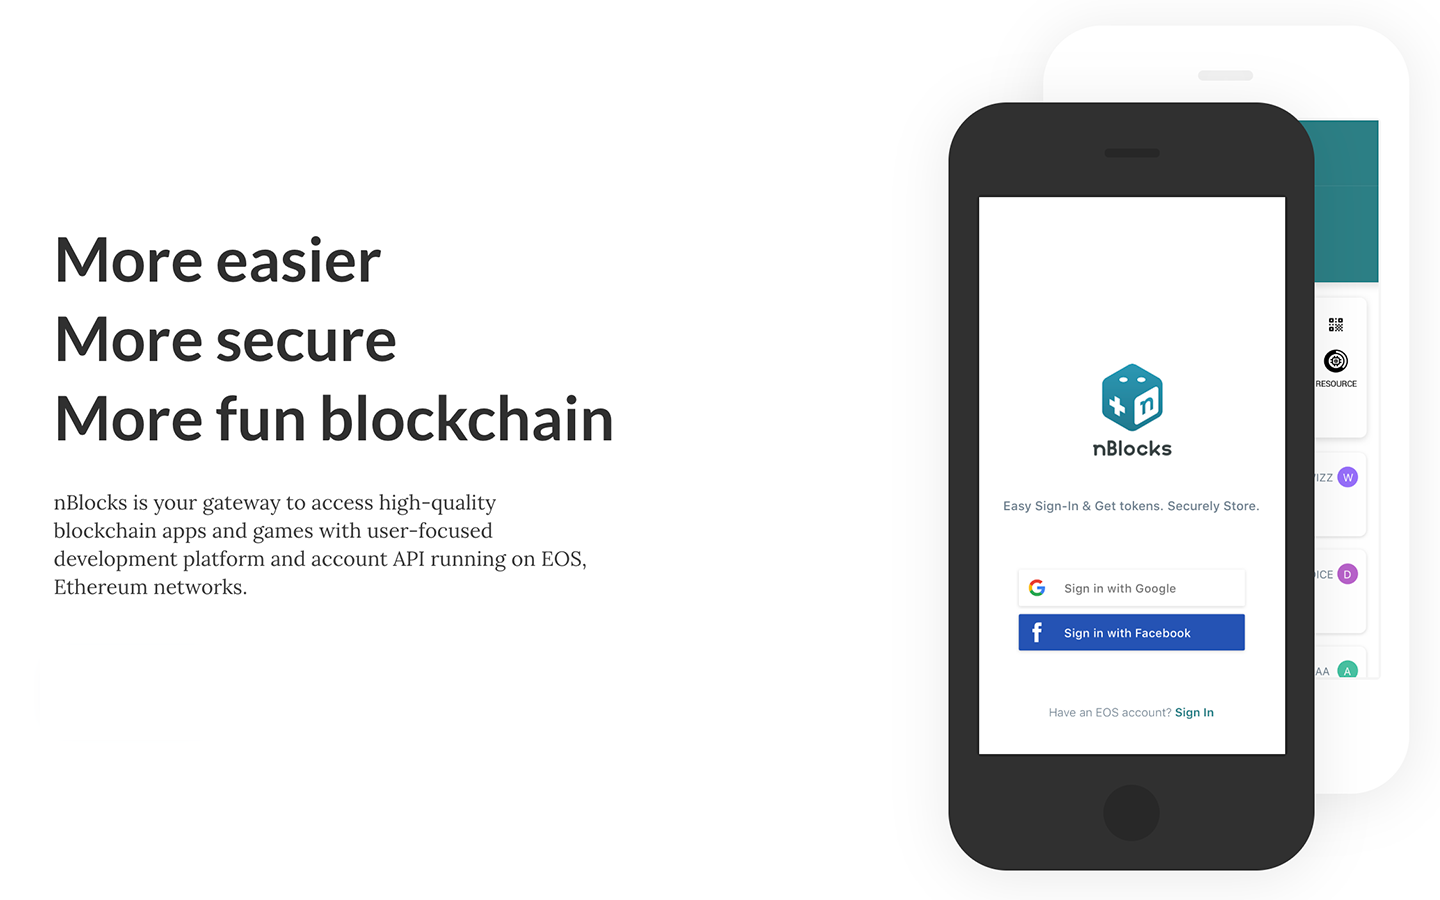 More easier
More secure
More fun blockchain
nBlocks is your gateway to access high-quality
blockchain apps and games with user-focused
development platform and account API running on EOS,
Ethereum networks.
n
nBlocks
Easy Sign-In & Get tokens. Securely Store.
Sign in with Google
Sign in with Facebook
Have an EOS account? Sign In
RESOURCE
IZZ W
ICE D
AA A